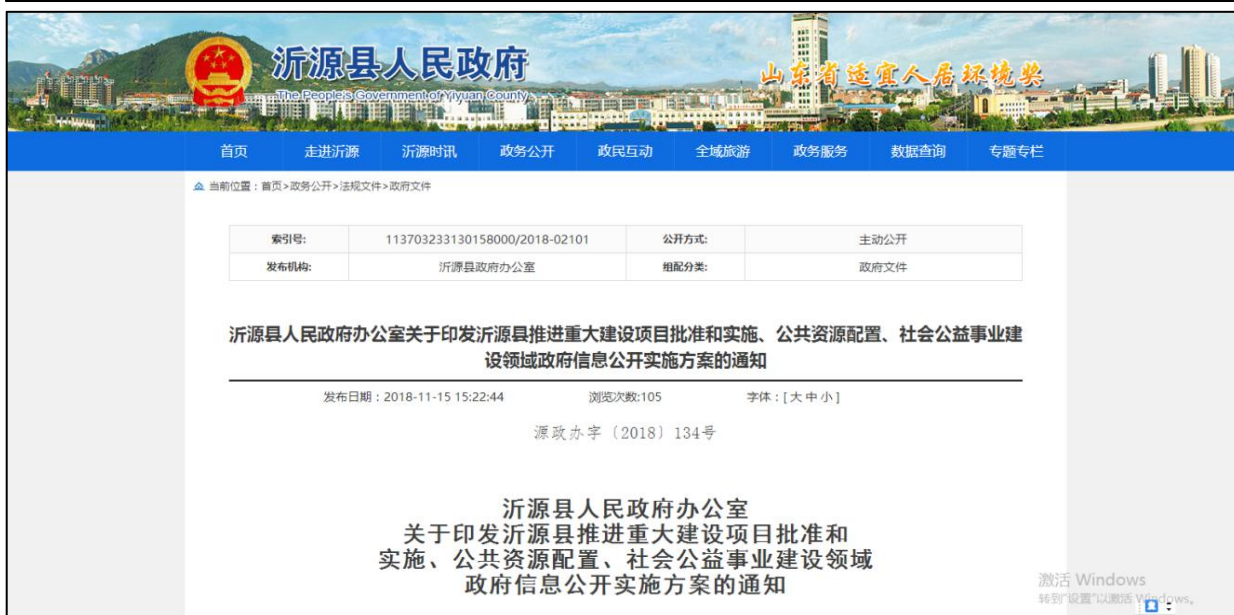 沂源县人民政府
The People's Government of Yiyuan County
山东省适宜人居环境奖
首页 走进沂源 沂源时讯 政务公开 政民互动 全域旅游 政务服务 数据查询 专题专栏
当前位置：首页>政务公开>法规文件>政府文件
索引号: 113703233130158000/2018-02101 公开方式: 主动公开
发布机构: 沂源县政府办公室 组配分类: 政府文件
沂源县人民政府办公室关于印发沂源县推进重大建设项目批准和实施、公共资源配置、社会公益事业建
设领域政府信息公开实施方案的通知
发布日期：2018-11-15 15:22:44 浏览次数:105 字体：[ 大 中 小 ]
源政办字〔2018〕134号
沂源县人民政府办公室
关于印发沂源县推进重大建设项目批准和
实施、公共资源配置、社会公益事业建设领域
政府信息公开实施方案的通知
激活 Windows
转到"设置"以激活 Windows。